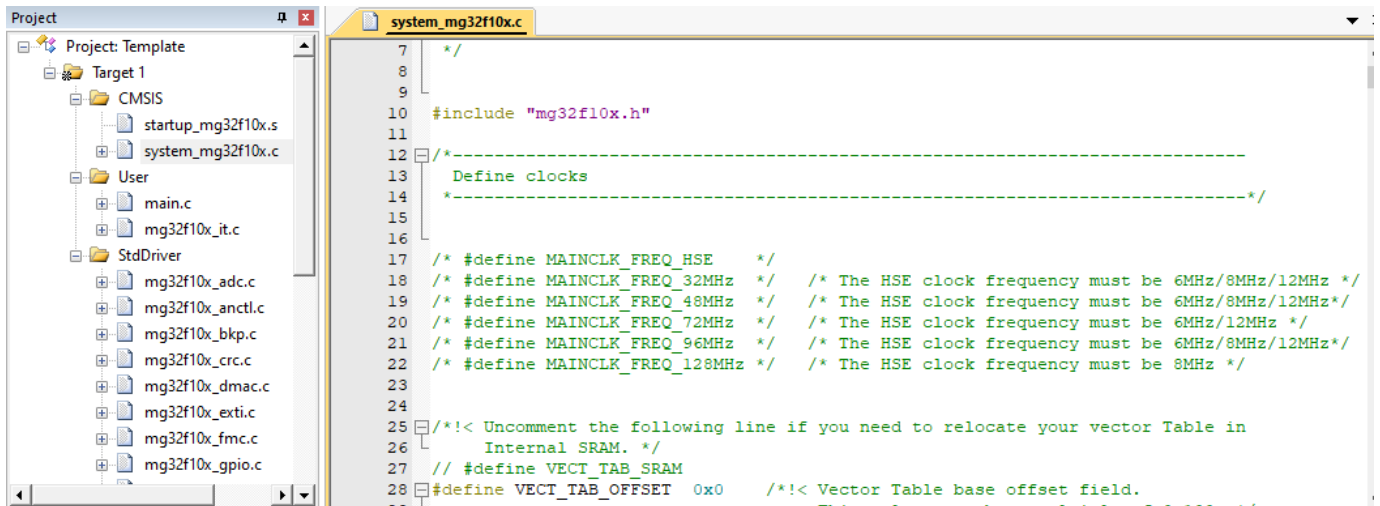 Project
Project: Template
Target 1
CMSIS
startup_mg32f10x.s
system_mg32f10x.c
User
main.c
mg32f10x_it.c
StdDriver
mg32f10x_adc.c
mg32f10x_anctl.c
mg32f10x_bkp.c
mg32f10x_crc.c
mg32f10x_dmac.c
mg32f10x_exti.c
mg32f10x_fmc.c
mg32f10x_gpio.c
system_mg32f10x.c
7 */
8
9
10 #include "mg32f10x.h"
11
12 /*----------------------------------------------------------------------------
13 Define clocks
14 *----------------------------------------------------------------------------*/
15
16
17 /* #define MAINCLK_FREQ_HSE */
18 /* #define MAINCLK_FREQ_32MHz */ /* The HSE clock frequency must be 6MHz/8MHz/12MHz */
19 /* #define MAINCLK_FREQ_48MHz */ /* The HSE clock frequency must be 6MHz/8MHz/12MHz*/
20 /* #define MAINCLK_FREQ_72MHz */ /* The HSE clock frequency must be 6MHz/12MHz */
21 /* #define MAINCLK_FREQ_96MHz */ /* The HSE clock frequency must be 6MHz/8MHz/12MHz*/
22 /* #define MAINCLK_FREQ_128MHz */ /* The HSE clock frequency must be 8MHz */
23
24
25 /*!< Uncomment the following line if you need to relocate your vector Table in
26 Internal SRAM. */
27 // #define VECT_TAB_SRAM
28 #define VECT_TAB_OFFSET 0x0 /*!< Vector Table base offset field.